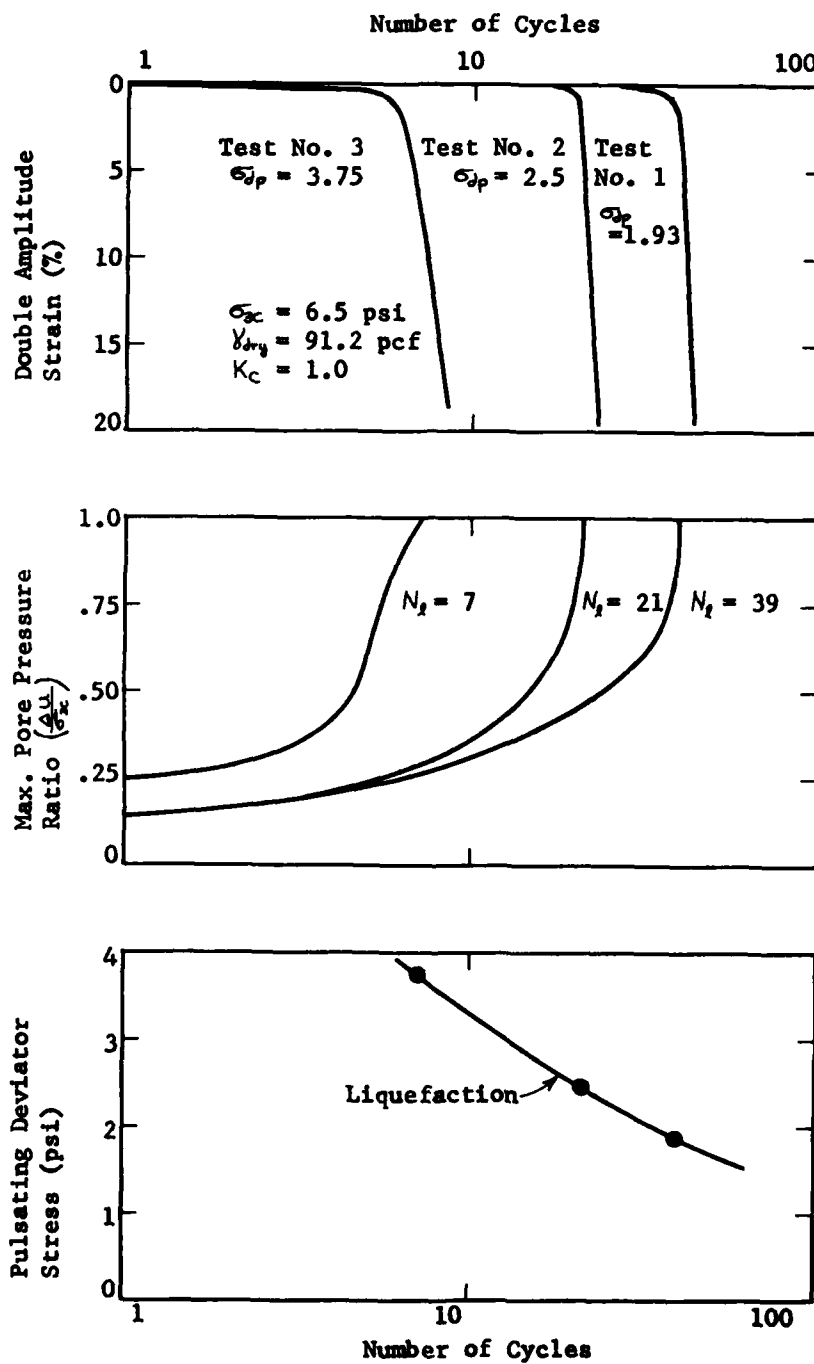 Number of Cycles
1 10 100
0
5
10
15
20
Double Amplitude
Strain (%)
Test No. 3
σdp = 3.75
Test No. 2
σdp = 2.5
Test
No. 1
σdp
=1.93
σ3c = 6.5 psi
γdry = 91.2 pcf
Kc = 1.0
1.0
.75
.50
.25
0
Max. Pore Pressure
Ratio (Δu/σ3c)
Nℓ = 7
Nℓ = 21
Nℓ = 39
4
3
2
1
0
Pulsating Deviator
Stress (psi)
Liquefaction
1 10 100
Number of Cycles